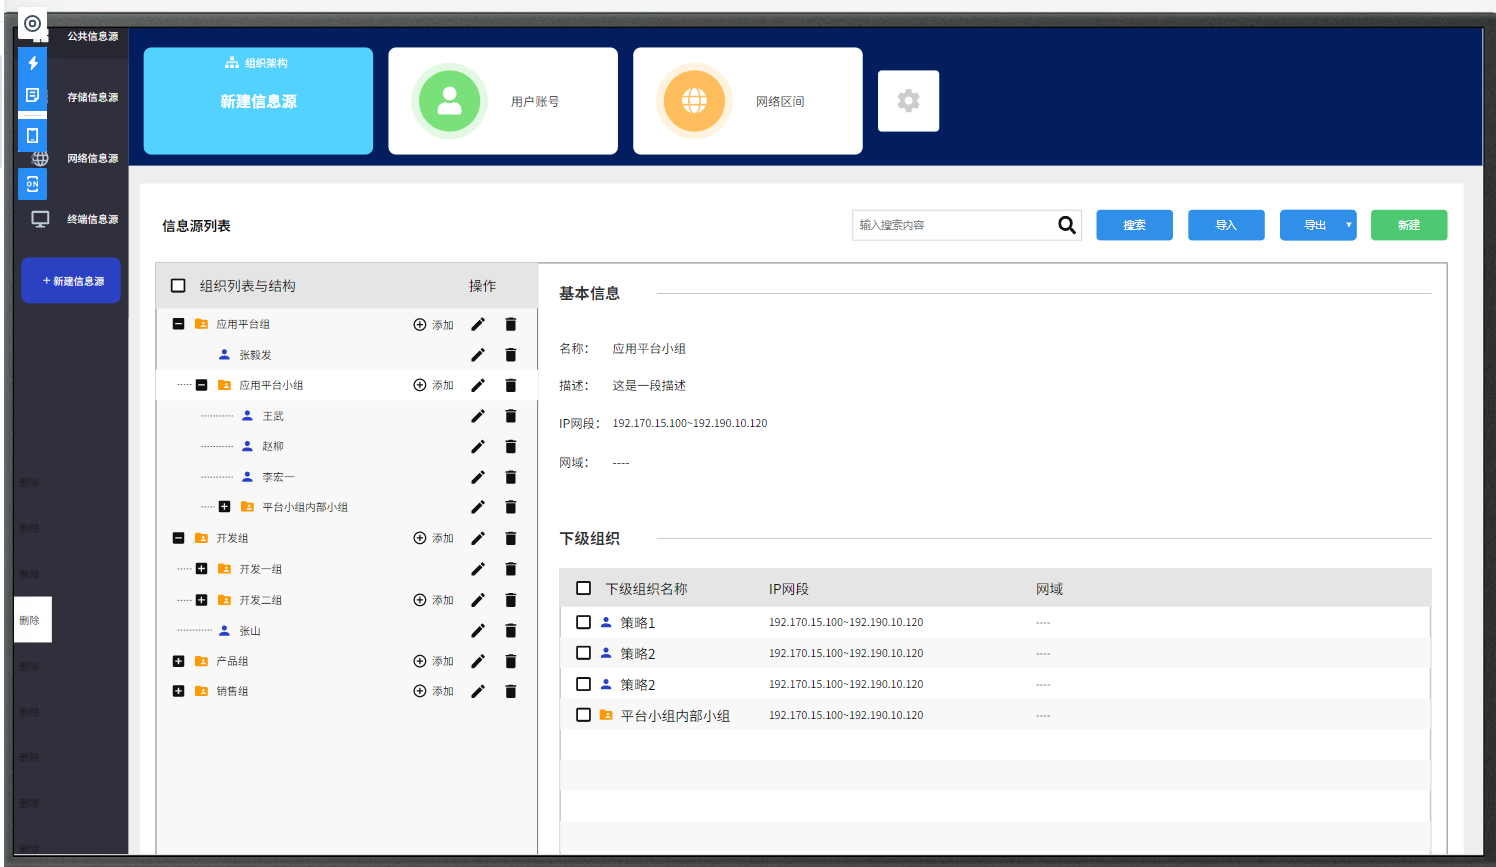 公共信息源
存储信息源
网络信息源
终端信息源
+ 新建信息源
删除
删除
删除
删除
删除
删除
删除
删除
删除
ON
组织架构
新建信息源
用户账号
网络区间
信息源列表
输入搜索内容
搜索
导入
导出
新建
组织列表与结构 操作
应用平台组 添加
张毅发
应用平台小组 添加
王武
赵柳
李宏一
平台小组内部小组
开发组 添加
开发一组
开发二组 添加
张山
产品组 添加
销售组 添加
基本信息
名称： 应用平台小组
描述： 这是一段描述
IP网段： 192.170.15.100~192.190.10.120
网域： ----
下级组织
下级组织名称 IP网段 网域
策略1 192.170.15.100~192.190.10.120 ----
策略2 192.170.15.100~192.190.10.120 ----
策略2 192.170.15.100~192.190.10.120 ----
平台小组内部小组 192.170.15.100~192.190.10.120 ----